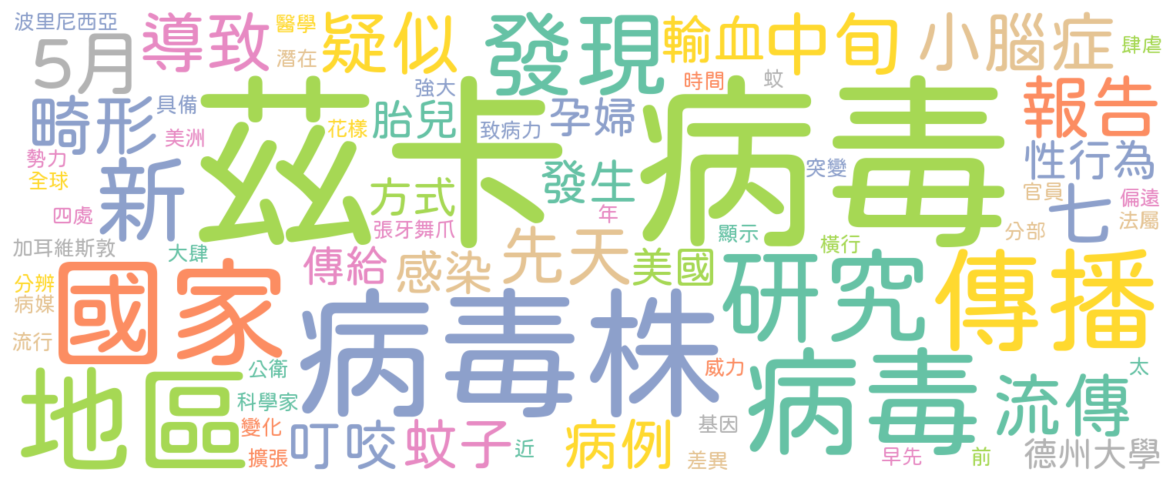 波里尼西亞 導致 醫學 疑似 發現 輸血 中旬 小腦症 肆虐
5月 潛在
畸形 具備 茲卡病毒 強大 時間 蚊 報告
美洲 花樣 胎兒 致病力 孕婦
勢力 新 方式 發生 突變 性行為
全球 官員 七 偏遠
四處 張牙舞爪 年 顯示 分部 法屬
加耳維斯敦 大肆 傳給 感染 先天 美國 橫行
分辨 國家 研究 傳播
病媒
流行 病毒株
地區 公衛 威力 病毒 流傳 太
科學家
變化 叮咬 蚊子 病例 基因
擴張 近 差異 早先 前 德州大學